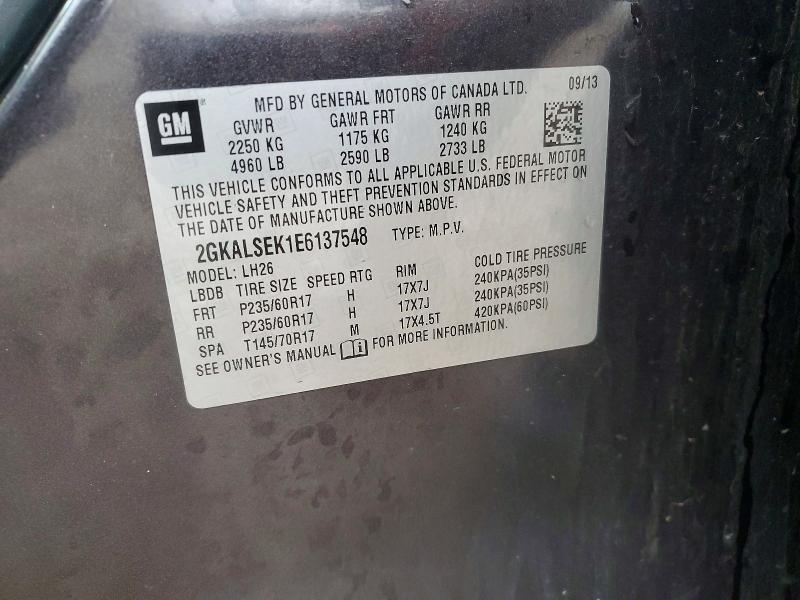 GM
MFD BY GENERAL MOTORS OF CANADA LTD. 09/13
GVWR GAWR FRT GAWR RR
2250 KG 1175 KG 1240 KG
4960 LB 2590 LB 2733 LB
THIS VEHICLE CONFORMS TO ALL APPLICABLE U.S. FEDERAL MOTOR
VEHICLE SAFETY AND THEFT PREVENTION STANDARDS IN EFFECT ON
THE DATE OF MANUFACTURE SHOWN ABOVE.
2GKALSEK1E6137548 TYPE: M.P.V.
MODEL: LH26
LBDB TIRE SIZE SPEED RTG RIM COLD TIRE PRESSURE
FRT P235/60R17 H 17X7J 240KPA(35PSI)
RR P235/60R17 H 17X7J 240KPA(35PSI)
SPA T145/70R17 M 17X4.5T 420KPA(60PSI)
SEE OWNER'S MANUAL FOR MORE INFORMATION.